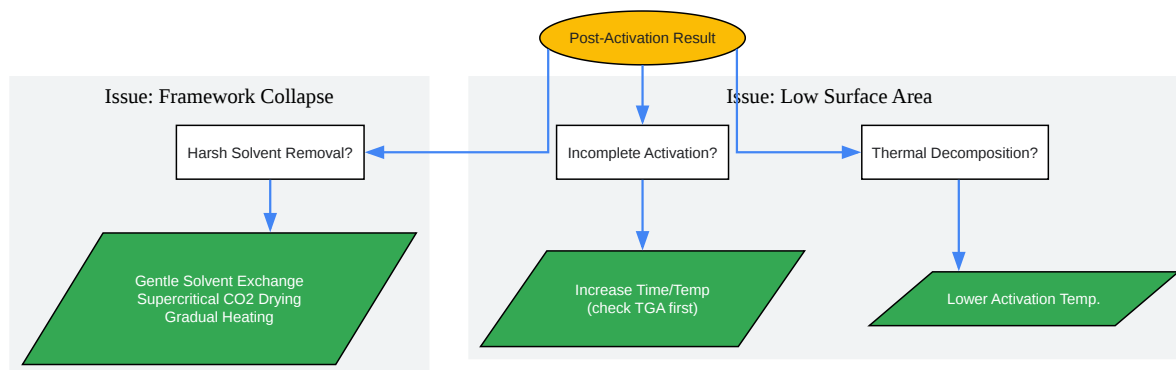 Post-Activation Result
Issue: Framework Collapse
Issue: Low Surface Area
Harsh Solvent Removal?
Incomplete Activation?
Thermal Decomposition?
Gentle Solvent Exchange
Supercritical CO2 Drying
Gradual Heating
Increase Time/Temp
(check TGA first)
Lower Activation Temp.